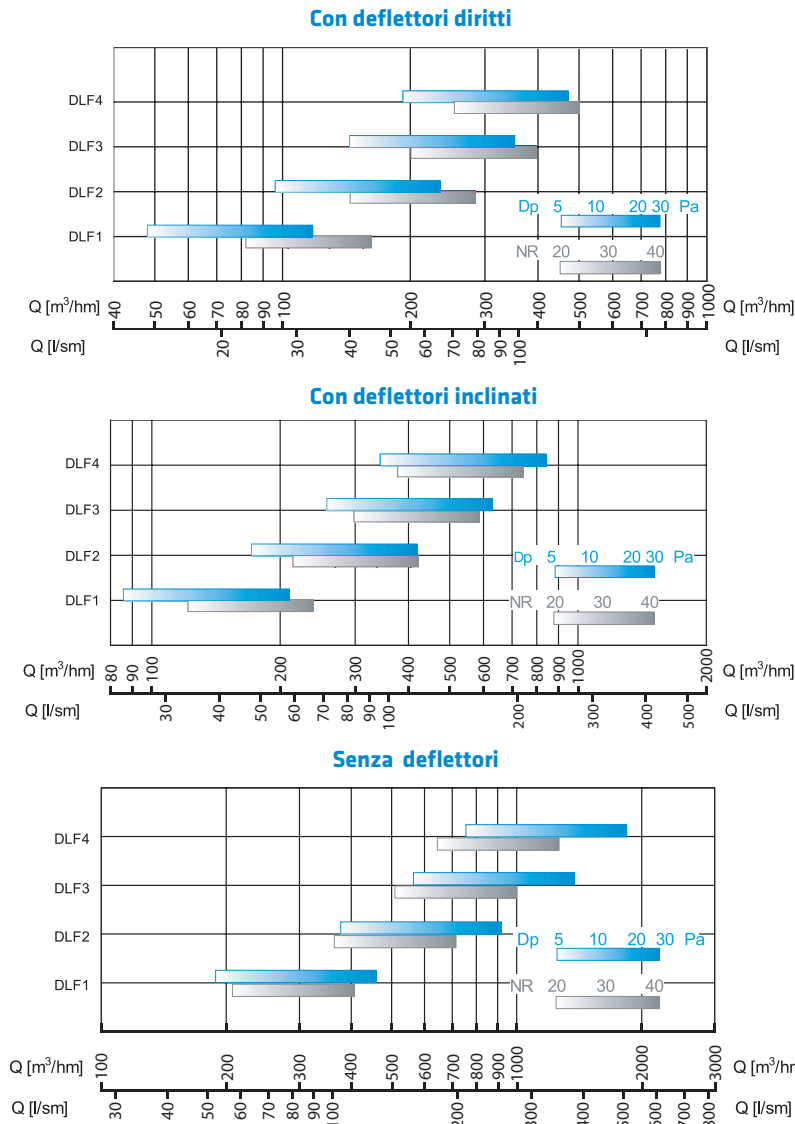 Con deflettori diritti
DLF4
DLF3
DLF2
DLF1
Dp 5 10 20 30 Pa
NR 20 30 40
Q [m³/hm] 40 50 60 70 80 90 100 200 300 400 500 600 700 800 900 1000 Q [m³/hm]
Q [l/sm] 20 30 40 50 60 70 80 90 100 Q [l/sm]
Con deflettori inclinati
DLF4
DLF3
DLF2
DLF1
Dp 5 10 20 30 Pa
NR 20 30 40
Q [m³/hm] 80 90 100 200 300 400 500 600 700 800 900 1000 2000 Q [m³/hm]
Q [l/sm] 30 40 50 60 70 80 90 100 200 300 400 500 Q [l/sm]
Senza deflettori
DLF4
DLF3
DLF2
DLF1
Dp 5 10 20 30 Pa
NR 20 30 40
Q [m³/hm] 100 200 300 400 500 600 700 800 900 1000 2000 3000 Q [m³/hr
Q [l/sm] 30 40 50 60 70 80 90 100 200 300 400 500 600 700 800 Q [l/sm]